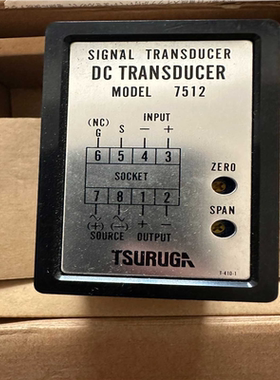 SIGNAL TRANSDUCER
DC TRANSDUCER
MODEL 7512
(NC) INPUT
G S − +
6 5 4 3
SOCKET
7 8 1 2
~ ~
(+) (−) + −
SOURCE OUTPUT
ZERO
SPAN
TSURUGA